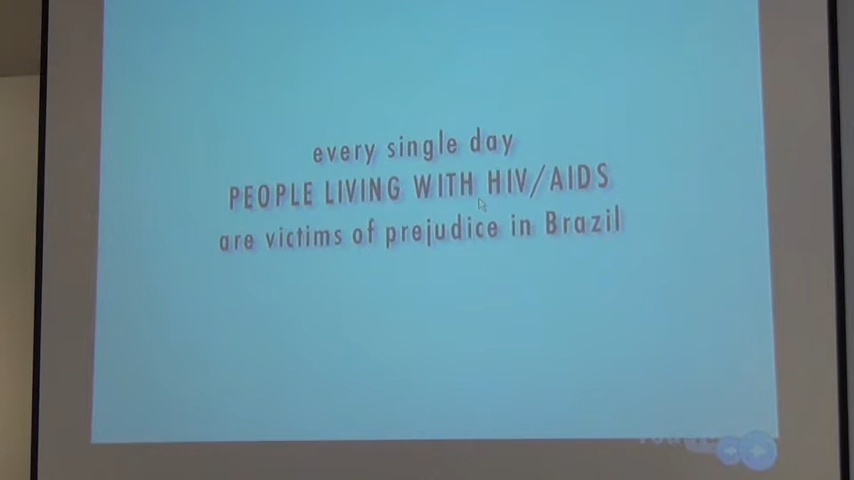 every single day
PEOPLE LIVING WITH HIV/AIDS
are victims of prejudice in Brazil